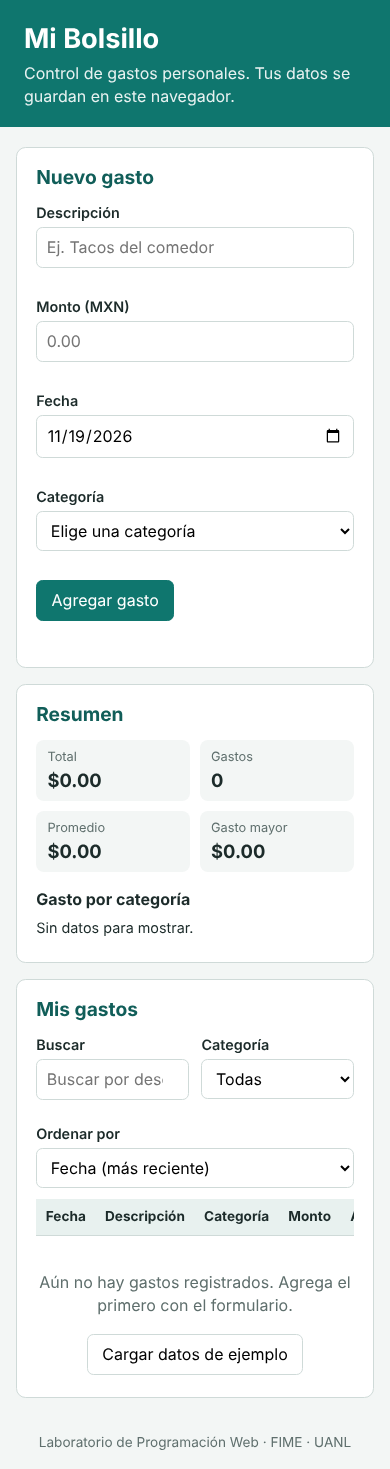 Mi Bolsillo
Control de gastos personales. Tus datos se
guardan en este navegador.
Nuevo gasto
Descripción
Ej. Tacos del comedor
Monto (MXN)
0.00
Fecha
11/19/2026
Categoría
Elige una categoría
Agregar gasto
Resumen
Total
$0.00
Gastos
0
Promedio
$0.00
Gasto mayor
$0.00
Gasto por categoría
Sin datos para mostrar.
Mis gastos
Buscar
Categoría
Buscar por des
Todas
Ordenar por
Fecha (más reciente)
Fecha Descripción Categoría Monto
Aún no hay gastos registrados. Agrega el
primero con el formulario.
Cargar datos de ejemplo
Laboratorio de Programación Web · FIME · UANL